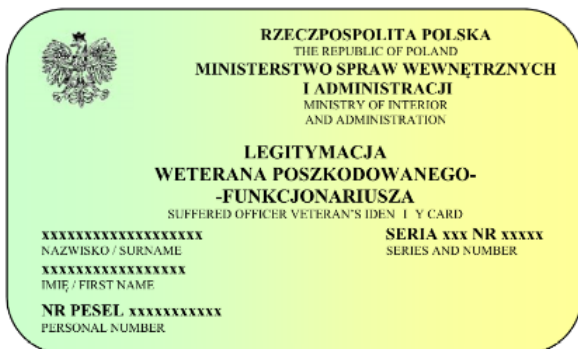 RZECZPOSPOLITA POLSKA
THE REPUBLIC OF POLAND
MINISTERSTWO SPRAW WEWNĘTRZNYCH
I ADMINISTRACJI
MINISTRY OF INTERIOR
AND ADMINISTRATION
LEGITYMACJA
WETERANA POSZKODOWANEGO-
-FUNKCJONARIUSZA
SUFFERED OFFICER VETERAN'S IDEN I Y CARD
xxxxxxxxxxxxxxxxxxx SERIA xxx NR xxxxx
NAZWISKO / SURNAME SERIES AND NUMBER
xxxxxxxxxxxxxxxxx
IMIĘ / FIRST NAME
NR PESEL xxxxxxxxxxx
PERSONAL NUMBER